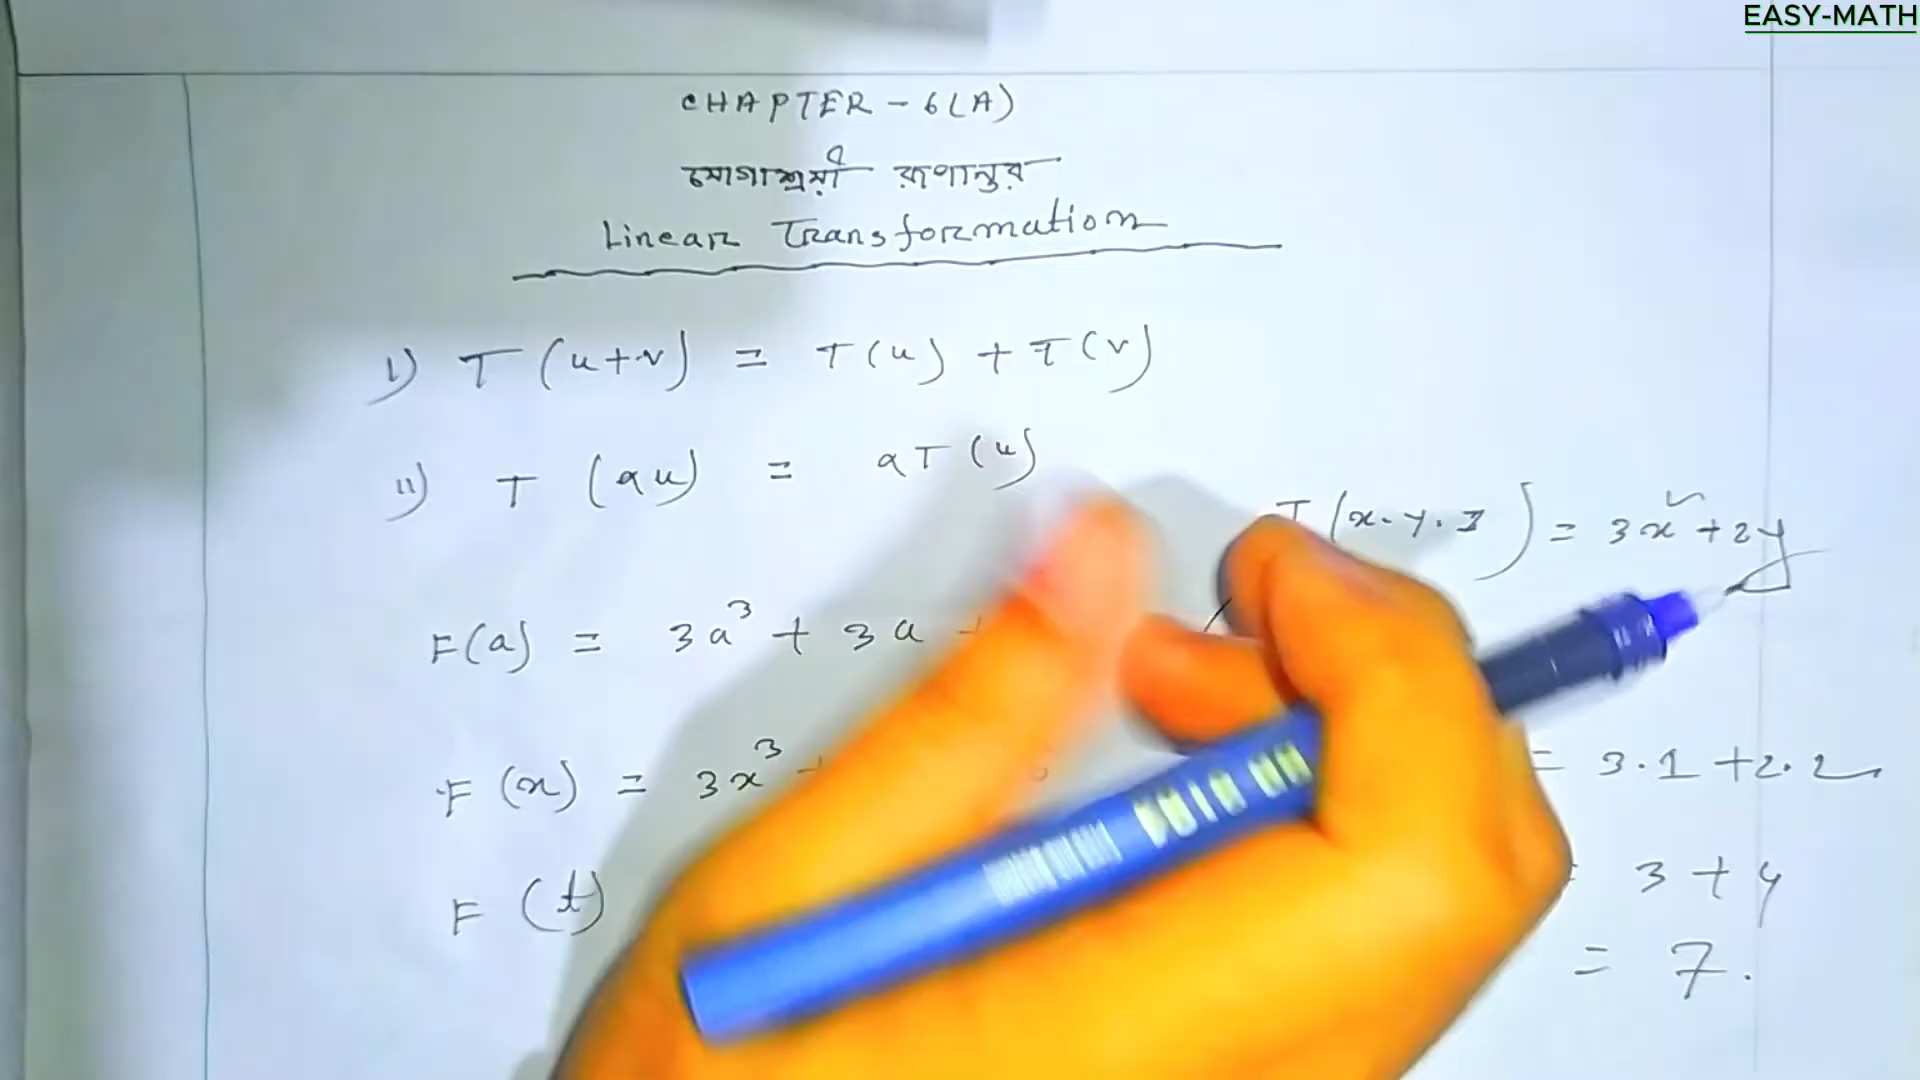 EASY-MATH
CHAPTER - 6(A)
যোগাশ্রয়ী রূপান্তর
Linear Transformation
i) T (u+v) = T(u) + T(v)
ii) T (au) = aT(u)
T (x, y, z) = 3x² + 2y
F(a) = 3a³ + 3a +
F(x) = 3x³ +
= 3.1 + 2.2
F (t)
= 3 + 4
= 7.